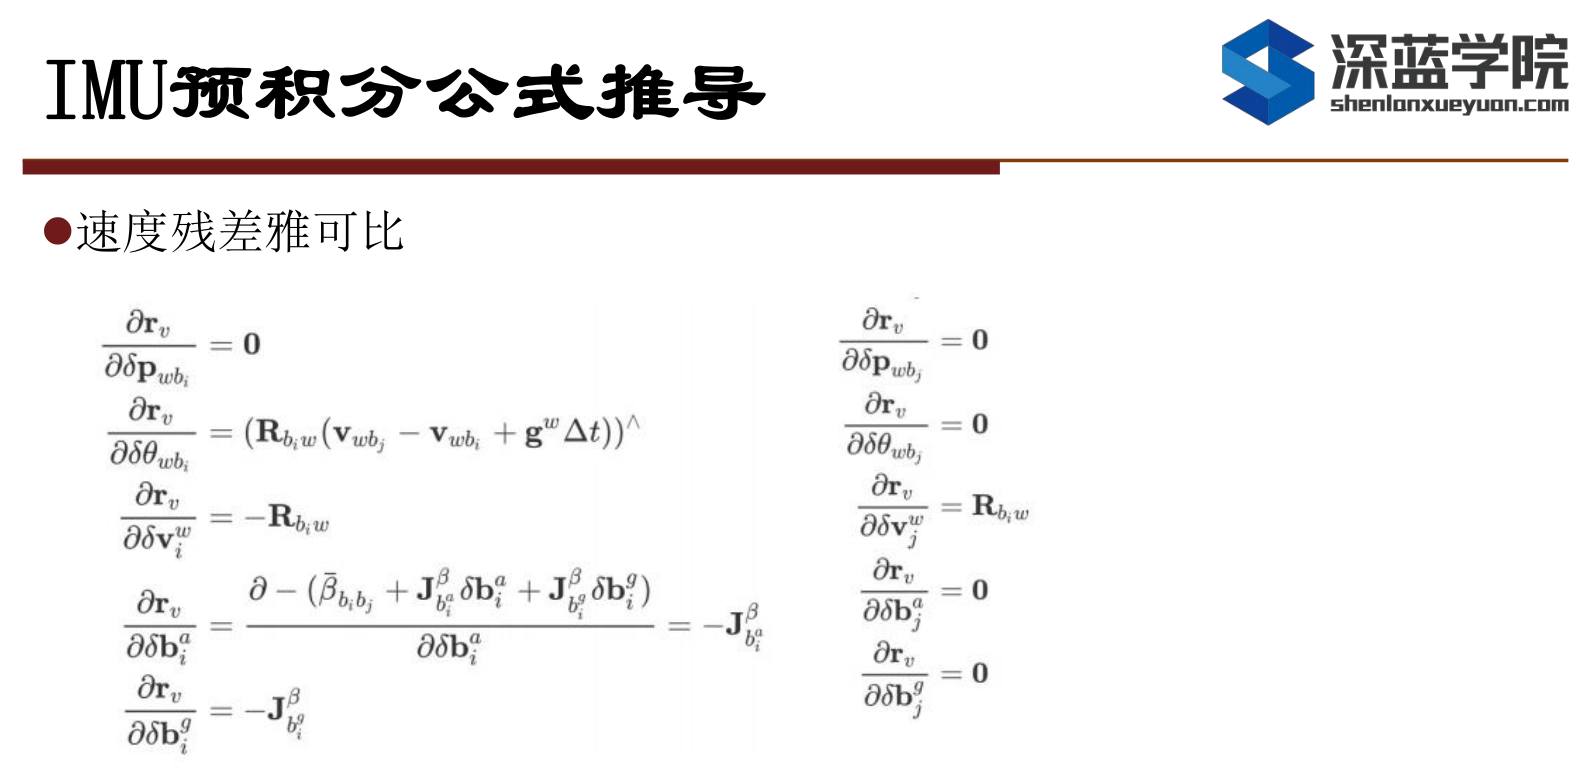 IMU预积分公式推导
深蓝学院
shenlanxueyuan.com
●速度残差雅可比
$\frac{\partial \mathbf{r}_v}{\partial \delta \mathbf{p}_{wb_i}} = \mathbf{0}$
$\frac{\partial \mathbf{r}_v}{\partial \delta \theta_{wb_i}} = (\mathbf{R}_{b_i w}(\mathbf{v}_{wb_j} - \mathbf{v}_{wb_i} + \mathbf{g}^w \Delta t))^\wedge$
$\frac{\partial \mathbf{r}_v}{\partial \delta \mathbf{v}_i^w} = -\mathbf{R}_{b_i w}$
$\frac{\partial \mathbf{r}_v}{\partial \delta \mathbf{b}_i^a} = \frac{\partial - (\bar{\beta}_{b_i b_j} + \mathbf{J}_{b_i^a}^\beta \delta \mathbf{b}_i^a + \mathbf{J}_{b_i^g}^\beta \delta \mathbf{b}_i^g)}{\partial \delta \mathbf{b}_i^a} = -\mathbf{J}_{b_i^a}^\beta$
$\frac{\partial \mathbf{r}_v}{\partial \delta \mathbf{b}_i^g} = -\mathbf{J}_{b_i^g}^\beta$
$\frac{\partial \mathbf{r}_v}{\partial \delta \mathbf{p}_{wb_j}} = \mathbf{0}$
$\frac{\partial \mathbf{r}_v}{\partial \delta \theta_{wb_j}} = \mathbf{0}$
$\frac{\partial \mathbf{r}_v}{\partial \delta \mathbf{v}_j^w} = \mathbf{R}_{b_i w}$
$\frac{\partial \mathbf{r}_v}{\partial \delta \mathbf{b}_j^a} = \mathbf{0}$
$\frac{\partial \mathbf{r}_v}{\partial \delta \mathbf{b}_j^g} = \mathbf{0}$